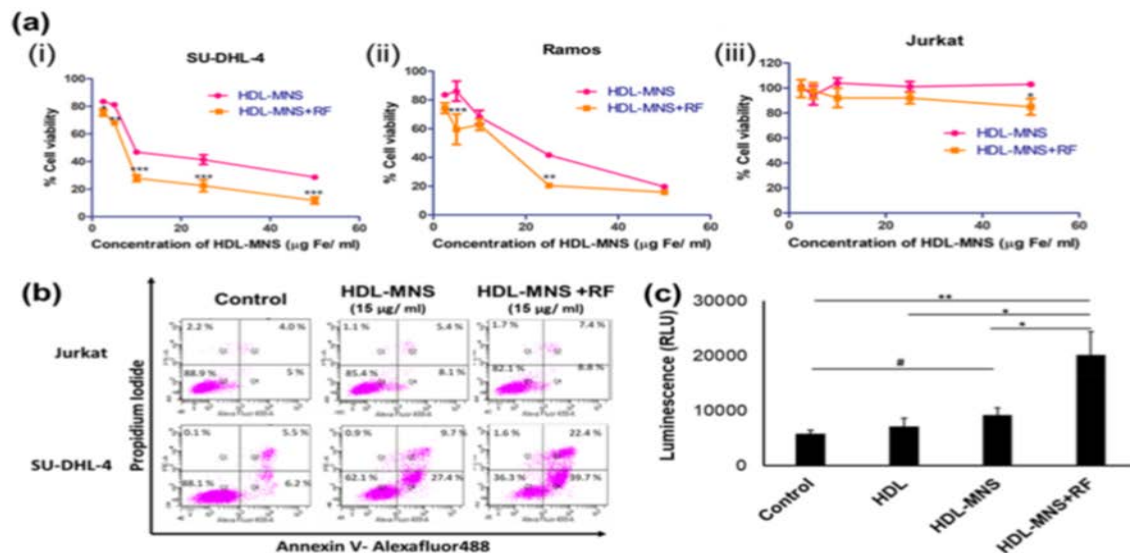 (a)
(i)
SU-DHL-4
% Cell viability
100
80
60
40
20
0
HDL-MNS
HDL-MNS+RF
*
**
***
***
***
0
20
40
60
Concentration of HDL-MNS (μg Fe/ ml)
(ii)
Ramos
% Cell viability
100
80
60
40
20
0
HDL-MNS
HDL-MNS+RF
***
**
0
20
40
60
Concentration of HDL-MNS (μg Fe/ ml)
(iii)
Jurkat
% Cell viability
120
100
80
60
40
20
0
*
HDL-MNS
HDL-MNS+RF
0
20
40
60
Concentration of HDL-MNS (μg Fe/ ml)
(b)
Control
HDL-MNS
(15 μg/ ml)
HDL-MNS +RF
(15 μg/ ml)
Propidium Iodide
Jurkat
2.2 % 4.0 %
88.9 % 5 %
1.1 % 5.4 %
85.4 % 8.1 %
1.7 % 7.4 %
82.1 % 8.8 %
SU-DHL-4
0.1 % 5.5 %
88.1 % 6.2 %
0.9 % 9.7 %
62.1 % 27.4 %
1.6 % 22.4 %
36.3 % 39.7 %
Annexin V- Alexafluor488
(c)
Luminescence (RLU)
30000
20000
10000
0
**
*
*
#
Control
HDL
HDL-MNS
HDL-MNS+RF